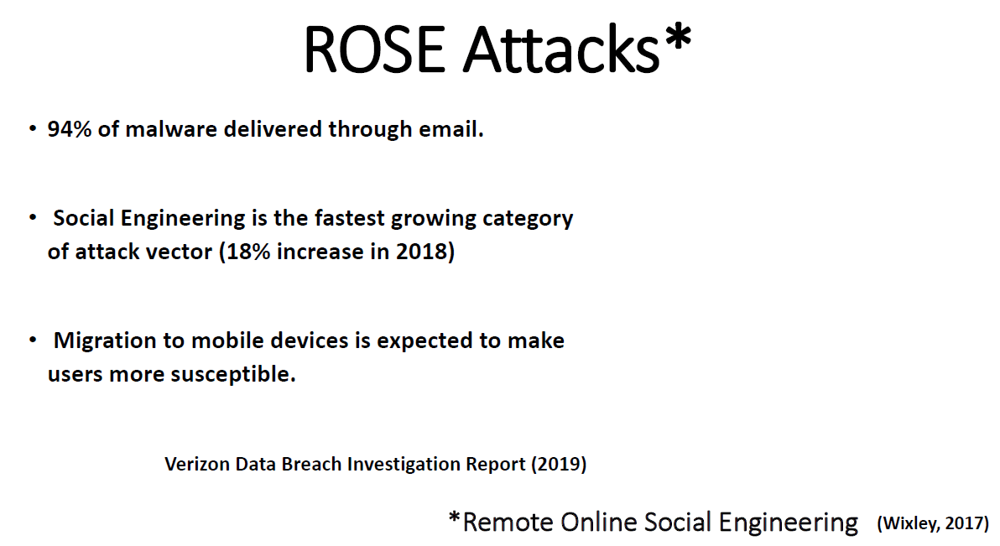 ROSE Attacks*
• 94% of malware delivered through email.
• Social Engineering is the fastest growing category
of attack vector (18% increase in 2018)
• Migration to mobile devices is expected to make
users more susceptible.
Verizon Data Breach Investigation Report (2019)
*Remote Online Social Engineering (Wixley, 2017)